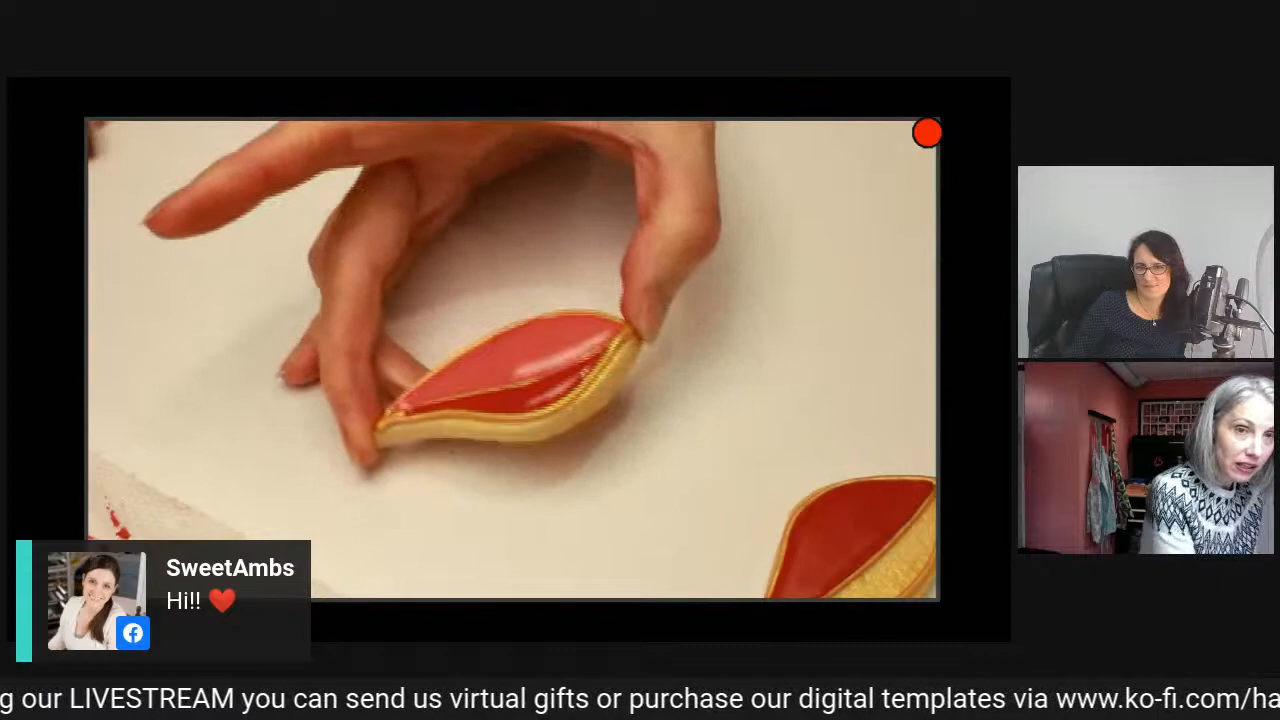 SweetAmbs
Hi!! ❤️
g our LIVESTREAM you can send us virtual gifts or purchase our digital templates via www.ko-fi.com/ha